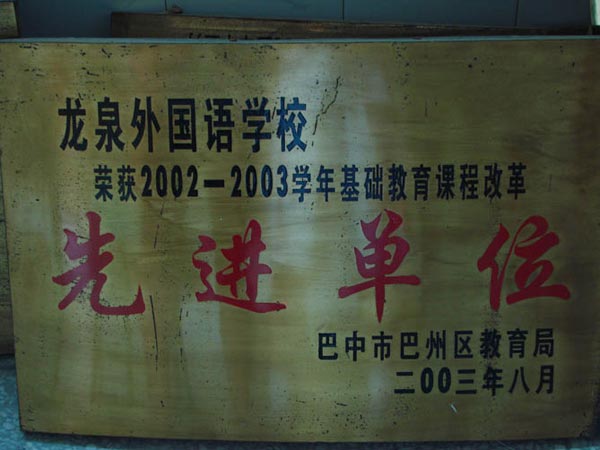 龙泉外国语学校
荣获2002—2003学年基础教育课程改革
先进单位
巴中市巴州区教育局
二00三年八月